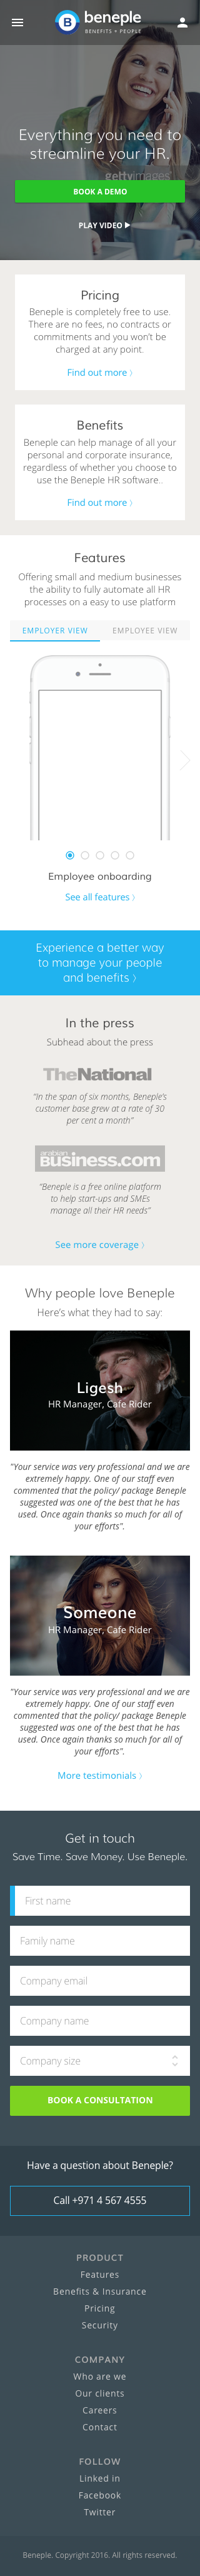 beneple
BENEFITS + PEOPLE
Everything you need to
streamline your HR.
gettyimages
BOOK A DEMO
PLAY VIDEO
Pricing
Beneple is completely free to use.
There are no fees, no contracts or
commitments and you won't be
charged at any point.
Find out more
Benefits
Beneple can help manage of all your
personal and corporate insurance,
regardless of whether you choose to
use the Beneple HR software..
Find out more
Features
Offering small and medium businesses
the ability to fully automate all HR
processes on a easy to use platform
EMPLOYER VIEW
EMPLOYEE VIEW
Employee onboarding
See all features
Experience a better way
to manage your people
and benefits
In the press
Subhead about the press
TheNational
"In the span of six months, Beneple's
customer base grew at a rate of 30
per cent a month"
arabian
Business.com
"Beneple is a free online platform
to help start-ups and SMEs
manage all their HR needs"
See more coverage
Why people love Beneple
Here's what they had to say:
Ligesh
HR Manager, Cafe Rider
"Your service was very professional and we are
extremely happy. One of our staff even
commented that the policy/ package Beneple
suggested was one of the best that he has
used. Once again thanks so much for all of
your efforts".
Someone
HR Manager, Cafe Rider
"Your service was very professional and we are
extremely happy. One of our staff even
commented that the policy/ package Beneple
suggested was one of the best that he has
used. Once again thanks so much for all of
your efforts".
More testimonials
Get in touch
Save Time. Save Money. Use Beneple.
First name
Family name
Company email
Company name
Company size
BOOK A CONSULTATION
Have a question about Beneple?
Call +971 4 567 4555
PRODUCT
Features
Benefits & Insurance
Pricing
Security
COMPANY
Who are we
Our clients
Careers
Contact
FOLLOW
Linked in
Facebook
Twitter
Beneple. Copyright 2016. All rights reserved.